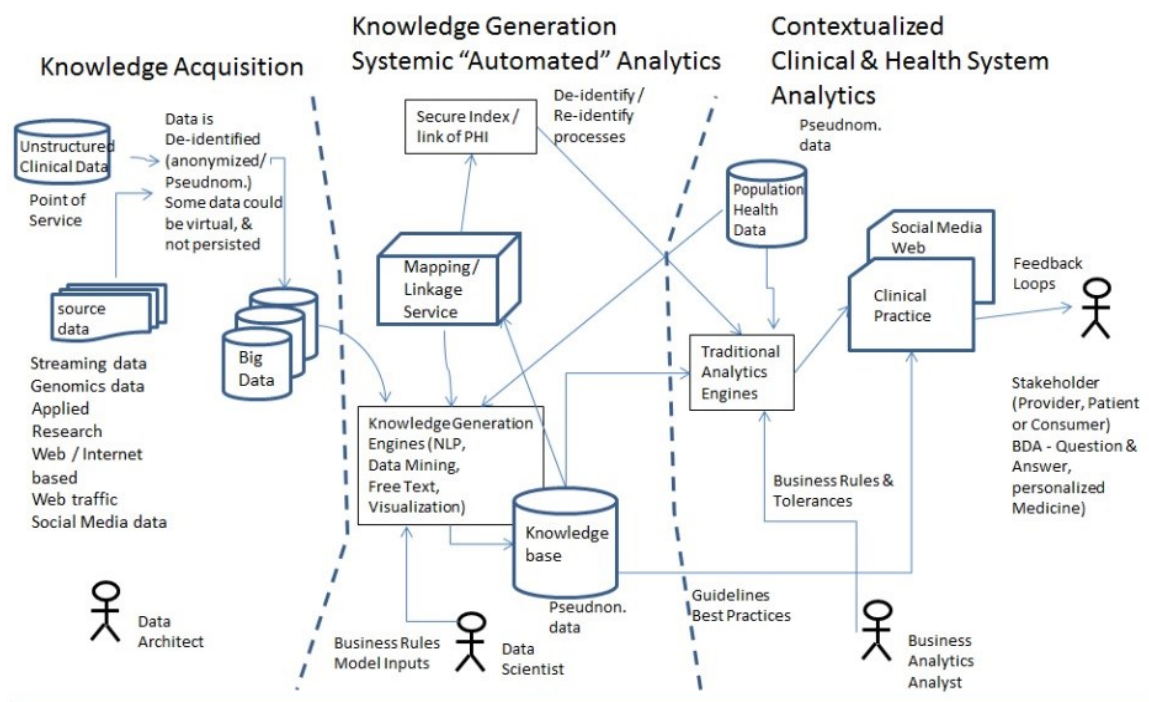 Knowledge Acquisition
Knowledge Generation
Systemic “Automated” Analytics
Contextualized
Clinical & Health System
Analytics
Unstructured
Clinical Data
Point of
Service
Data is
De-identified
(anonymized/
Pseudnom.)
Some data could
be virtual, &
not persisted
source
data
Streaming data
Genomics data
Applied
Research
Web / Internet
based
Web traffic
Social Media data
Big
Data
Data
Architect
Secure Index /
link of PHI
De-identify /
Re-identify
processes
Mapping/
Linkage
Service
Knowledge Generation
Engines (NLP,
Data Mining,
Free Text,
Visualization)
Knowledge
base
Pseudnon.
data
Business Rules
Model Inputs
Data
Scientist
Pseudnom.
data
Population
Health
Data
Social Media
Web
Clinical
Practice
Feedback
Loops
Traditional
Analytics
Engines
Stakeholder
(Provider, Patient
or Consumer)
BDA - Question &
Answer,
personalized
Medicine)
Business Rules &
Tolerances
Guidelines
Best Practices
Business
Analytics
Analyst